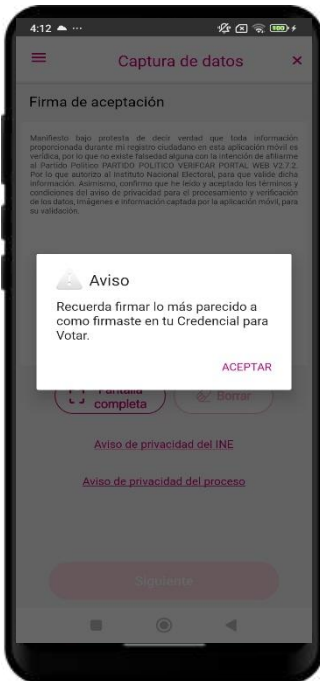 4:12
Captura de datos
Firma de aceptación
Manifiesto bajo protesta de decir verdad que toda información
proporcionada durante mi registro ciudadano en esta aplicación móvil es
verídica, por lo que no existe falsedad alguna con la intención de afiliarme
al Partido Político PARTIDO POLITICO VERIFCAR PORTAL WEB V2.7.2.
Por lo que autorizo al Instituto Nacional Electoral, para que valide dicha
información. Asimismo, confirmo que he leído y aceptado los términos y
condiciones del aviso de privacidad para el procesamiento y verificación
de los datos, imágenes e información captada por la aplicación móvil, para
su validación.
Aviso
Recuerda firmar lo más parecido a
como firmaste en tu Credencial para
Votar.
ACEPTAR
Pantalla
completa
Borrar
Aviso de privacidad del INE
Aviso de privacidad del proceso
Siguiente